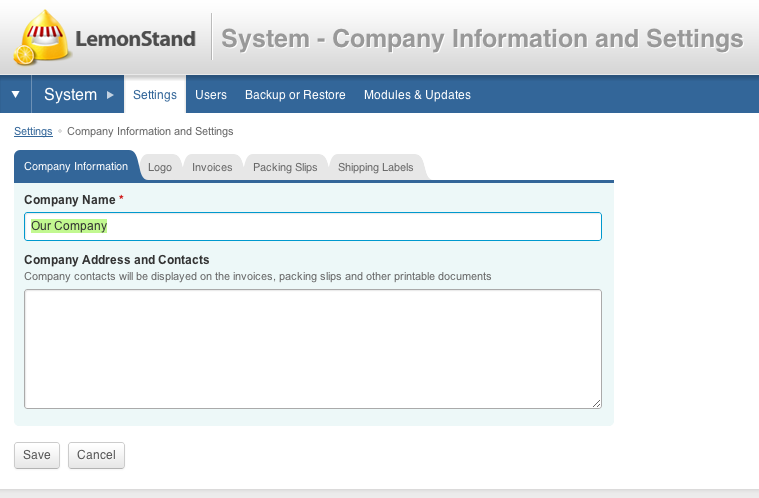 LemonStand
System - Company Information and Settings
System Settings Users Backup or Restore Modules & Updates
Settings Company Information and Settings
Company Information Logo Invoices Packing Slips Shipping Labels
Company Name *
Our Company
Company Address and Contacts
Company contacts will be displayed on the invoices, packing slips and other printable documents
Save Cancel